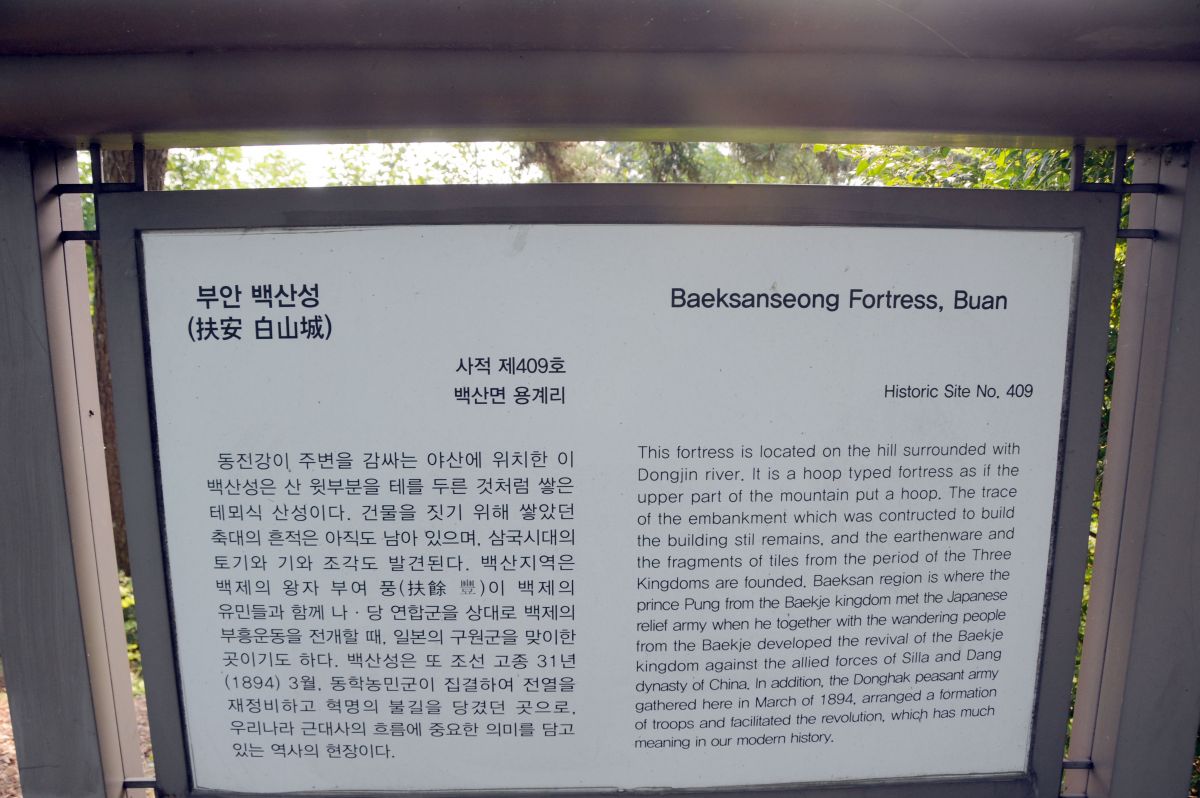 부안 백산성
(扶安 白山城)
사적 제409호
백산면 용계리
동진강이 주변을 감싸는 야산에 위치한 이
백산성은 산 윗부분을 테를 두른 것처럼 쌓은
테뫼식 산성이다. 건물을 짓기 위해 쌓았던
축대의 흔적은 아직도 남아 있으며, 삼국시대의
토기와 기와 조각도 발견된다. 백산지역은
백제의 왕자 부여 풍(扶餘 豐)이 백제의
유민들과 함께 나·당 연합군을 상대로 백제의
부흥운동을 전개할 때, 일본의 구원군을 맞이한
곳이기도 하다. 백산성은 또 조선 고종 31년
(1894) 3월, 동학농민군이 집결하여 전열을
재정비하고 혁명의 불길을 당겼던 곳으로,
우리나라 근대사의 흐름에 중요한 의미를 담고
있는 역사의 현장이다.
Baeksanseong Fortress, Buan
Historic Site No. 409
This fortress is located on the hill surrounded with
Dongjin river. It is a hoop typed fortress as if the
upper part of the mountain put a hoop. The trace
of the embankment which was contructed to build
the building stil remains, and the earthenware and
the fragments of tiles from the period of the Three
Kingdoms are founded. Baeksan region is where the
prince Pung from the Baekje kingdom met the Japanese
relief army when he together with the wandering people
from the Baekje developed the revival of the Baekje
kingdom against the allied forces of Silla and Dang
dynasty of China. In addition, the Donghak peasant army
gathered here in March of 1894, arranged a formation
of troops and facilitated the revolution, which has much
meaning in our modern history.